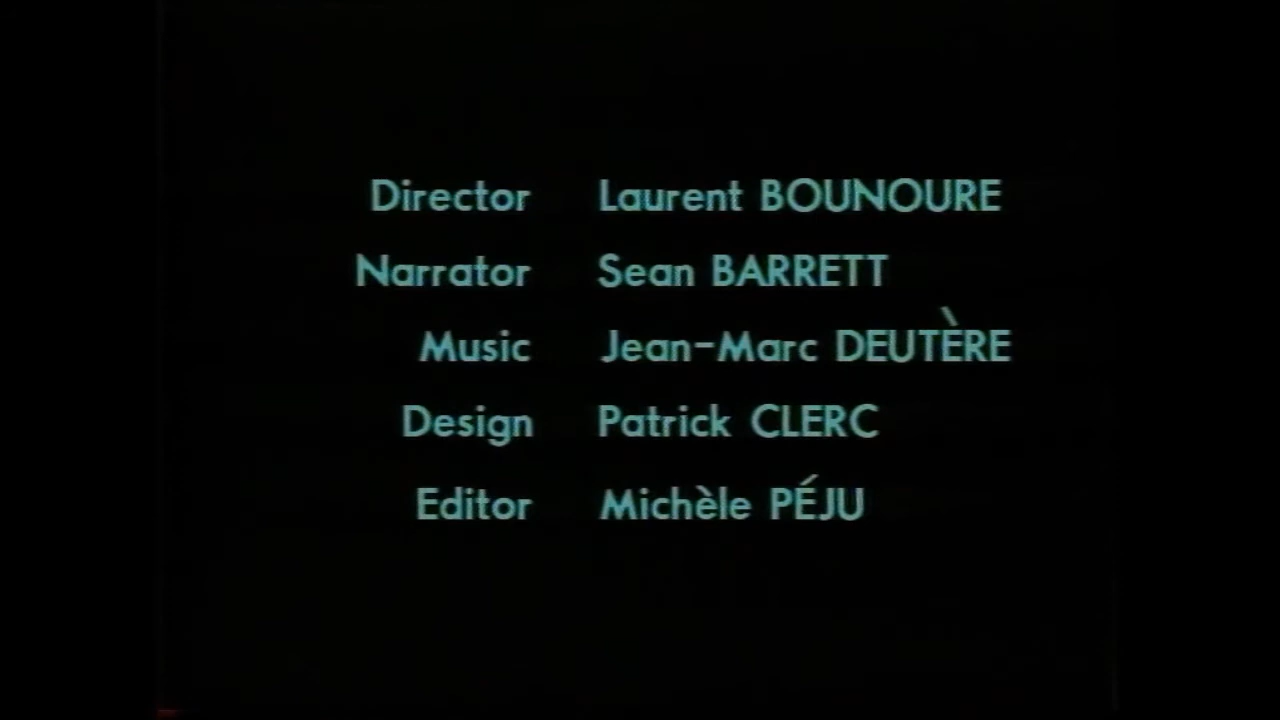 Director Laurent BOUNOURE
Narrator Sean BARRETT
Music Jean-Marc DEUTÈRE
Design Patrick CLERC
Editor Michèle PÉJU